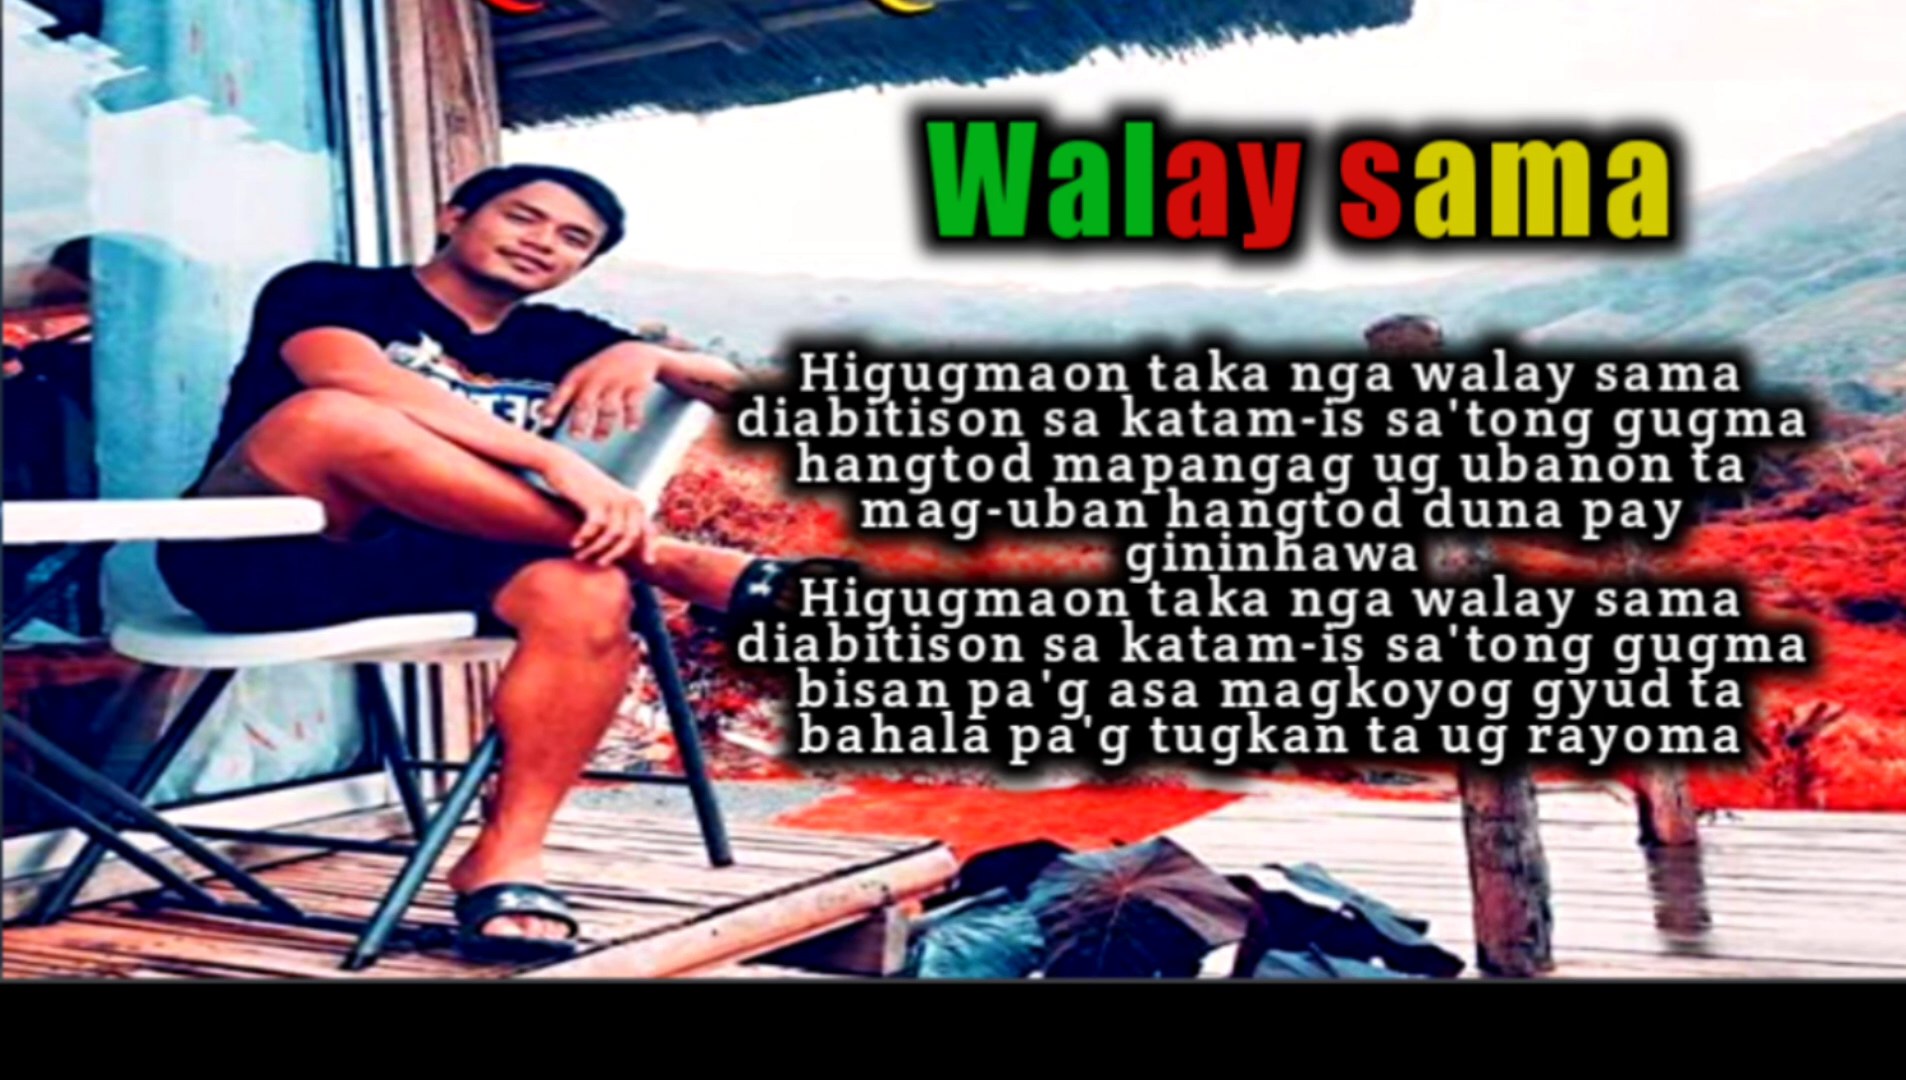 Walay sama
Higugmaon taka nga walay sama
diabitison sa katam-is sa'tong gugma
hangtod mapangag ug ubanon ta
mag-uban hangtod duna pay
gininhawa
Higugmaon taka nga walay sama
diabitison sa katam-is sa'tong gugma
bisan pa'g asa magkoyog gyud ta
bahala pa'g tugkan ta ug rayoma